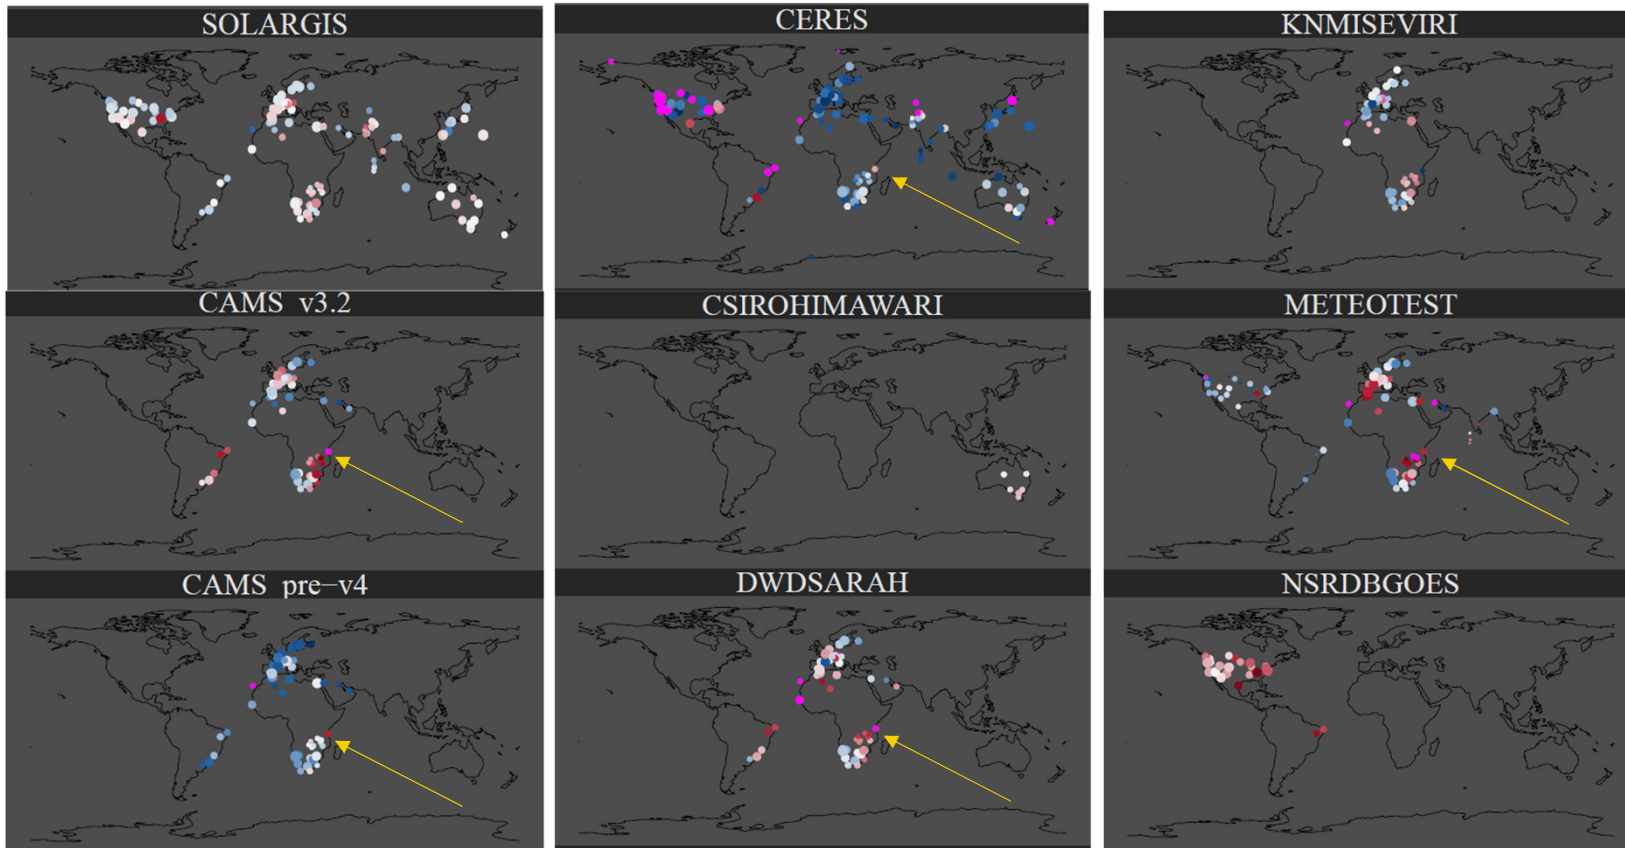 SOLARGIS
CERES
KNMISEVIRI
CAMS v3.2
CSIROHIMAWARI
METEOTEST
CAMS pre−v4
DWDSARAH
NSRDBGOES